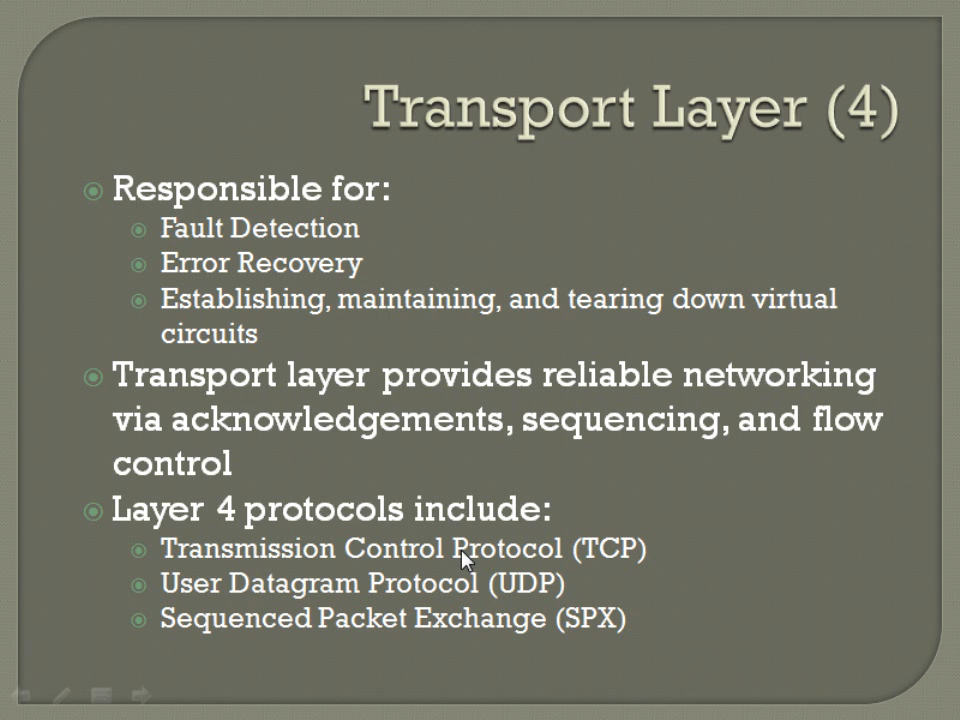 Transport Layer (4)
Responsible for:
Fault Detection
Error Recovery
Establishing, maintaining, and tearing down virtual
circuits
Transport layer provides reliable networking
via acknowledgements, sequencing, and flow
control
Layer 4 protocols include:
Transmission Control Protocol (TCP)
User Datagram Protocol (UDP)
Sequenced Packet Exchange (SPX)